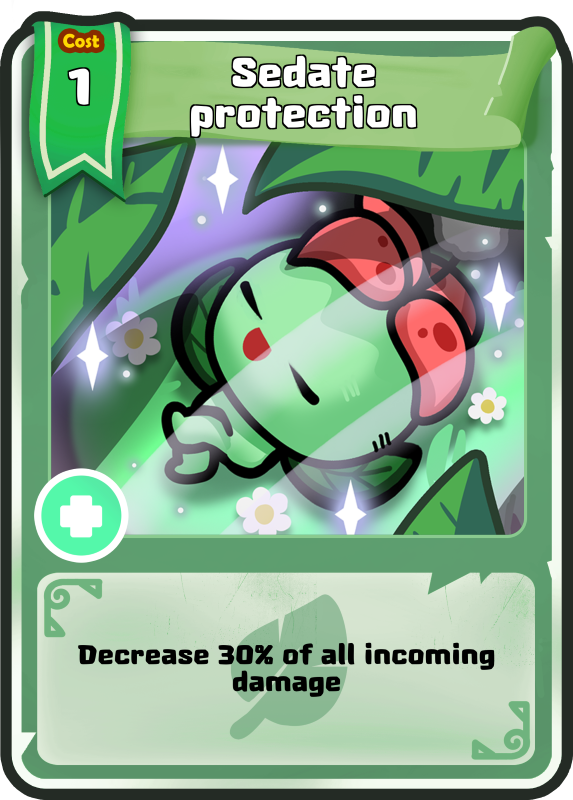 Cost
1
Sedate
protection
Decrease 30% of all incoming
damage